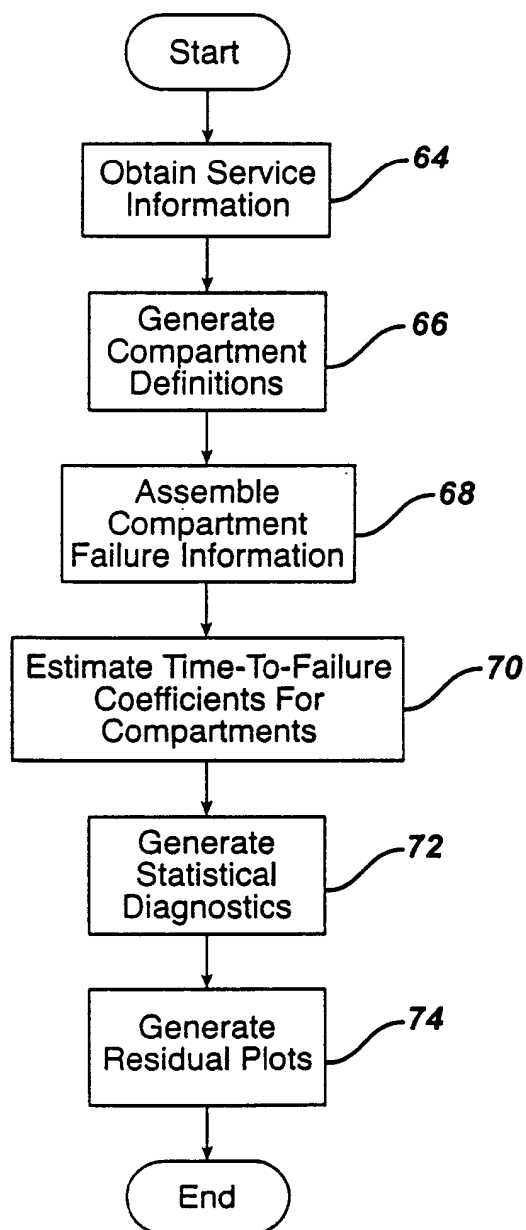 Start
Obtain Service
Information
64
Generate
Compartment
Definitions
66
Assemble
Compartment
Failure Information
68
Estimate Time-To-Failure
Coefficients For
Compartments
70
Generate
Statistical
Diagnostics
72
Generate
Residual Plots
74
End